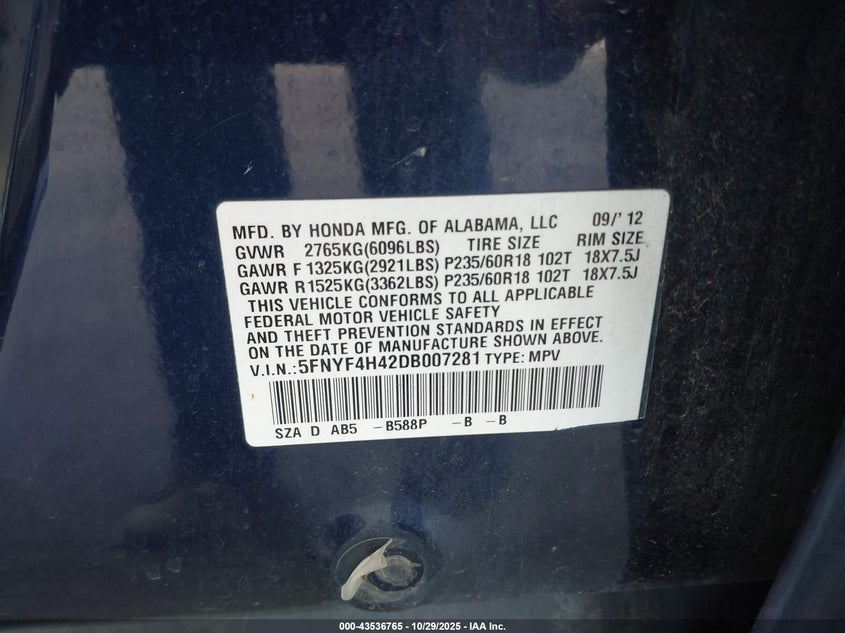 MFD. BY HONDA MFG. OF ALABAMA, LLC 09/' 12
GVWR 2765KG(6096LBS) TIRE SIZE RIM SIZE
GAWR F 1325KG(2921LBS) P235/60R18 102T 18X7.5J
GAWR R1525KG(3362LBS) P235/60R18 102T 18X7.5J
THIS VEHICLE CONFORMS TO ALL APPLICABLE
FEDERAL MOTOR VEHICLE SAFETY
AND THEFT PREVENTION STANDARDS IN EFFECT
ON THE DATE OF MANUFACTURE SHOWN ABOVE.
V.I.N.:5FNYF4H42DB007281 TYPE: MPV
SZA D AB5 -B588P -B -B
000-43536765 - 10/29/2025 - IAA Inc.